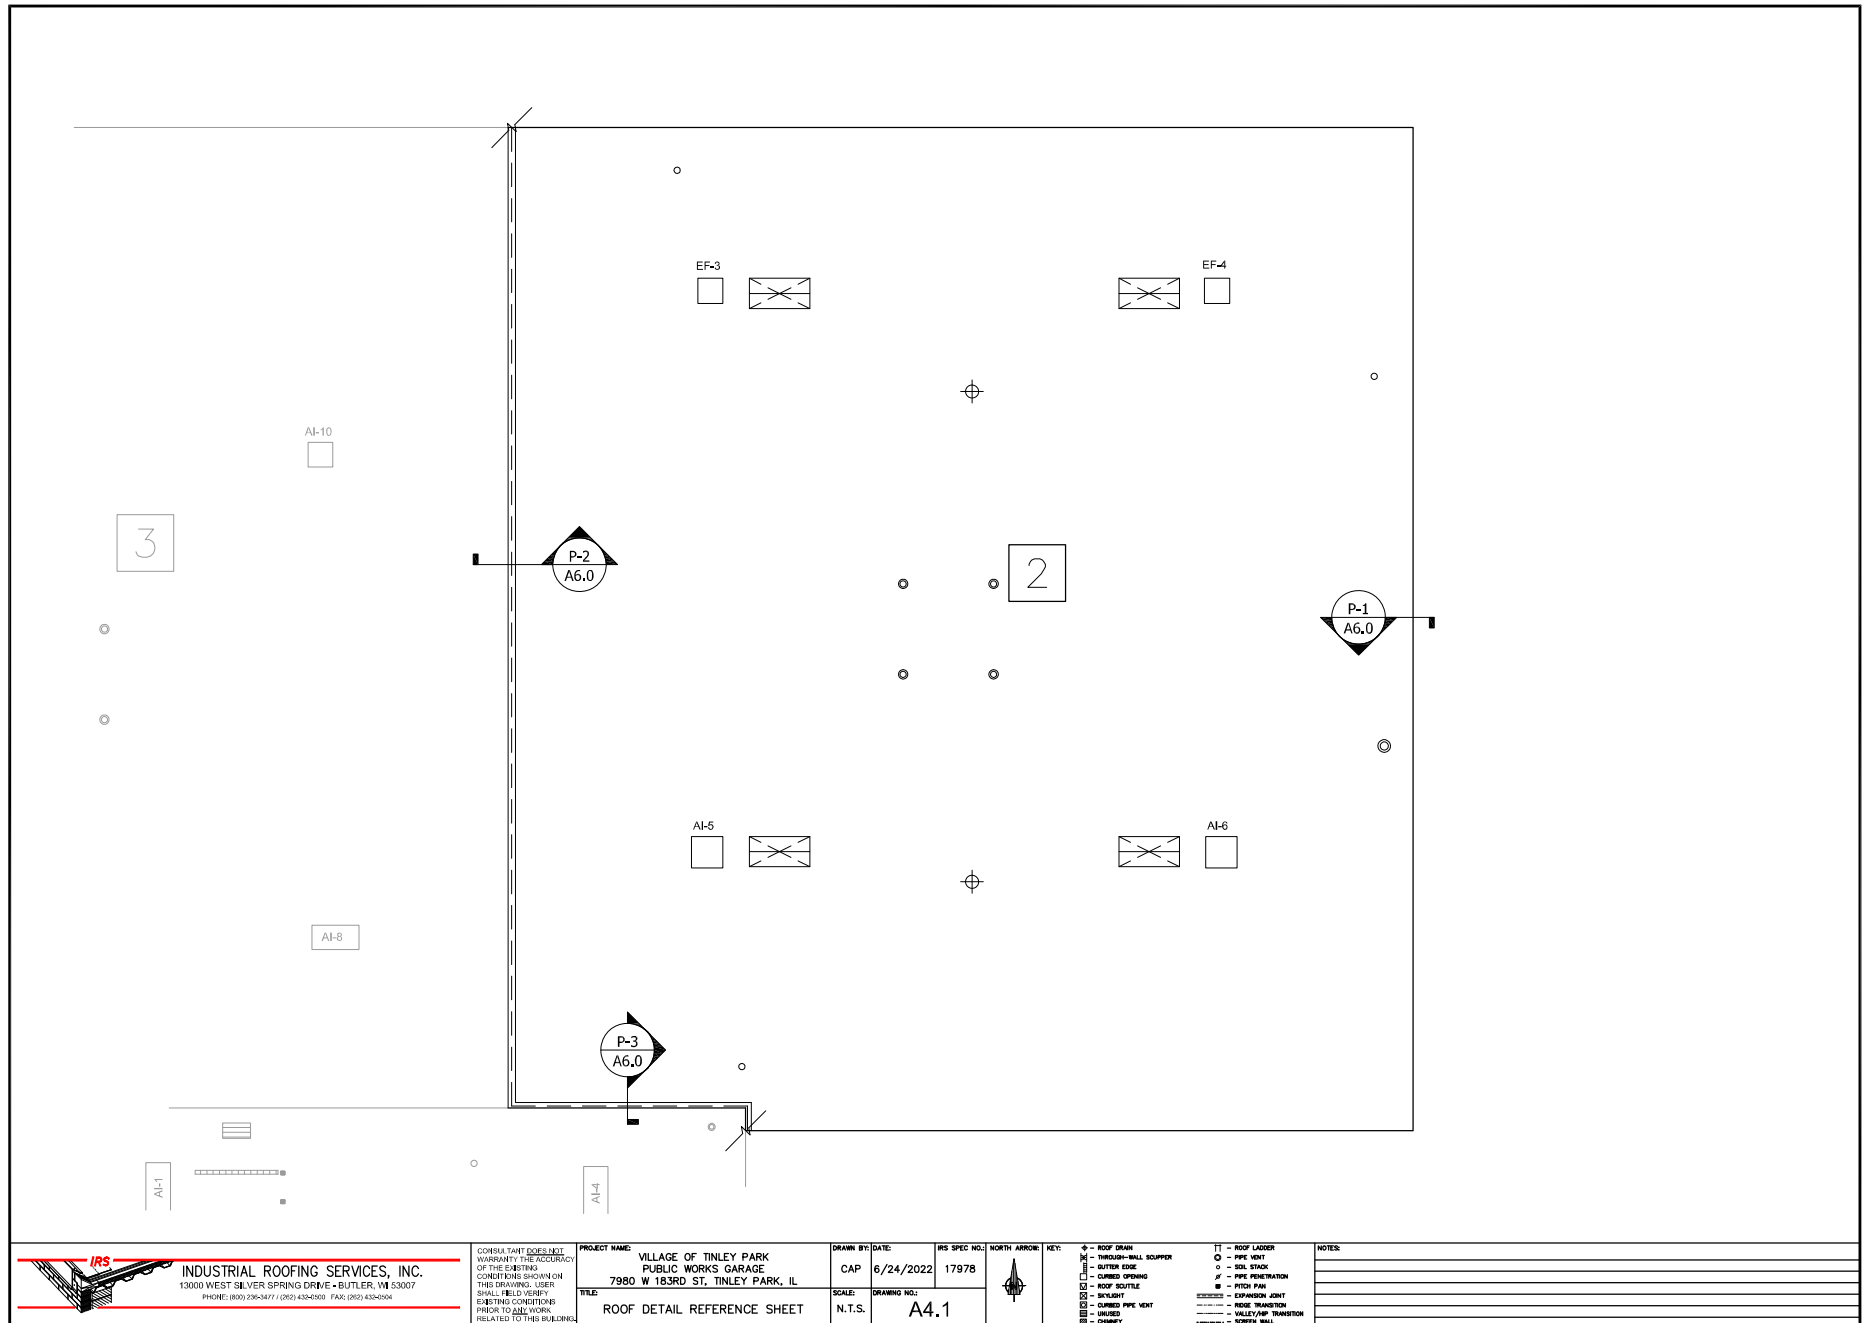 EF-3
EF-4
AI-10
3
P-2
A6.0
2
P-1
A6.0
AI-5
AI-6
AI-8
P-3
A6.0
AI-1
AI-4
IRS
INDUSTRIAL ROOFING SERVICES, INC.
13000 WEST SILVER SPRING DRIVE - BUTLER, WI 53007
PHONE: (800) 236-3477 / (262) 432-0500 FAX: (262) 432-0504
CONSULTANT DOES NOT
WARRANTY THE ACCURACY
OF THE EXISTING
CONDITIONS SHOWN ON
THIS DRAWING. USER
SHALL FIELD VERIFY
EXISTING CONDITIONS
PRIOR TO ANY WORK
RELATED TO THIS BUILDING.
PROJECT NAME:
VILLAGE OF TINLEY PARK
PUBLIC WORKS GARAGE
7980 W 183RD ST, TINLEY PARK, IL
TITLE:
ROOF DETAIL REFERENCE SHEET
DRAWN BY:
CAP
DATE:
6/24/2022
IRS SPEC NO.:
17978
SCALE:
N.T.S.
DRAWING NO.:
A4.1
NORTH ARROW:
KEY:
- ROOF DRAIN
- THROUGH-WALL SCUPPER
- GUTTER EDGE
- CURBED OPENING
- ROOF SCUTTLE
- SKYLIGHT
- CURBED PIPE VENT
- UNUSED
- CHIMNEY
- ROOF LADDER
- PIPE VENT
- SOIL STACK
- PIPE PENETRATION
- PITCH PAN
- EXPANSION JOINT
- RIDGE TRANSITION
- VALLEY/HIP TRANSITION
- SCREEN WALL
NOTES: